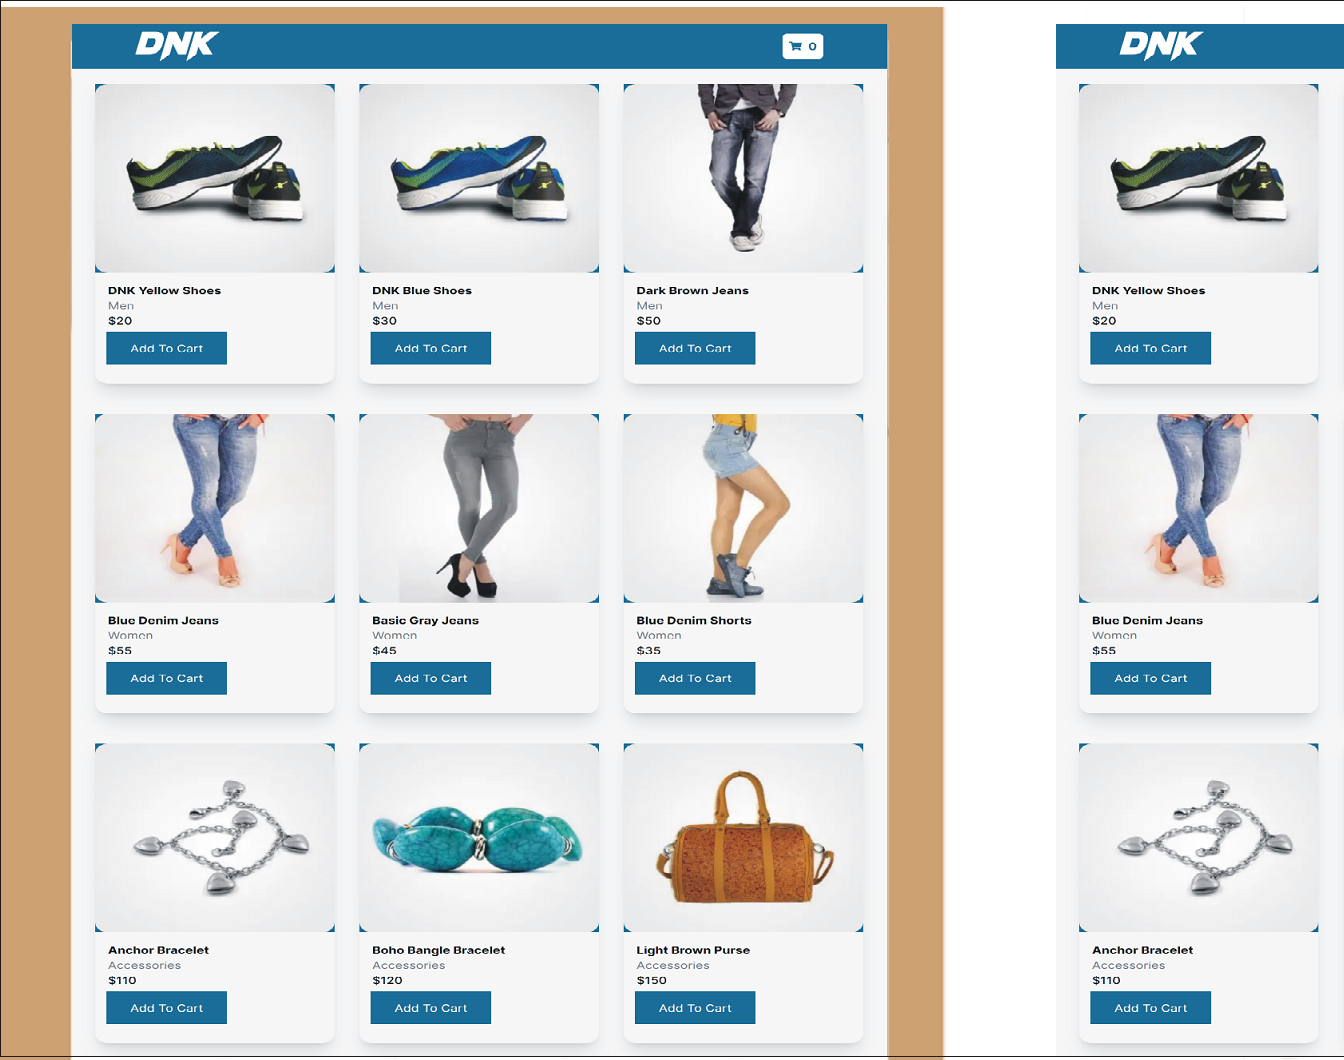 DNK
0
DNK Yellow Shoes
Men
$20
Add To Cart
DNK Blue Shoes
Men
$30
Add To Cart
Dark Brown Jeans
Men
$50
Add To Cart
Blue Denim Jeans
Women
$55
Add To Cart
Basic Gray Jeans
Women
$45
Add To Cart
Blue Denim Shorts
Women
$35
Add To Cart
Anchor Bracelet
Accessories
$110
Add To Cart
Boho Bangle Bracelet
Accessories
$120
Add To Cart
Light Brown Purse
Accessories
$150
Add To Cart
DNK
DNK Yellow Shoes
Men
$20
Add To Cart
Blue Denim Jeans
Women
$55
Add To Cart
Anchor Bracelet
Accessories
$110
Add To Cart